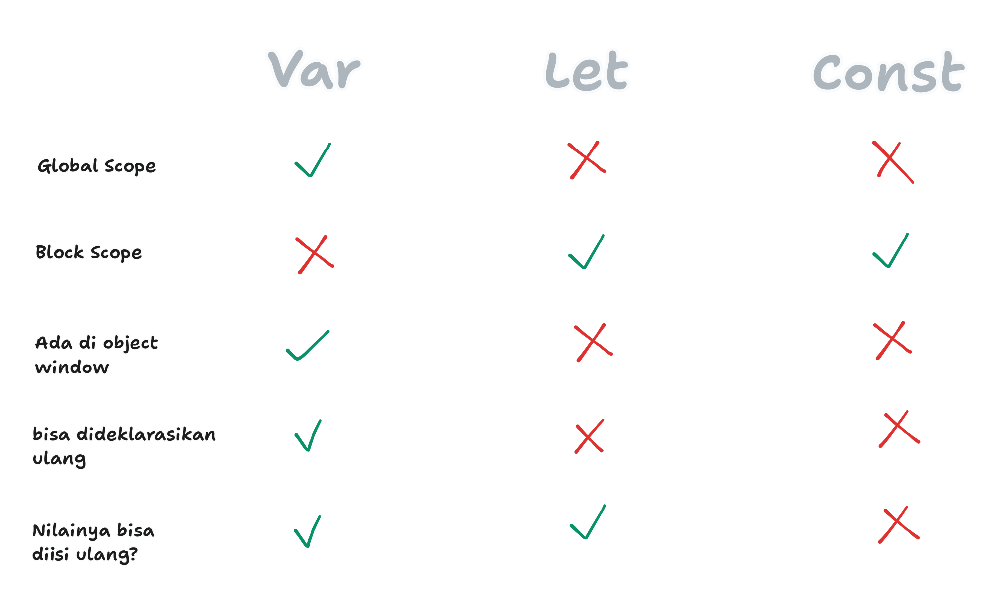 Var Let Const
Global Scope
Block Scope
Ada di object
window
bisa dideklarasikan
ulang
Nilainya bisa
diisi ulang?